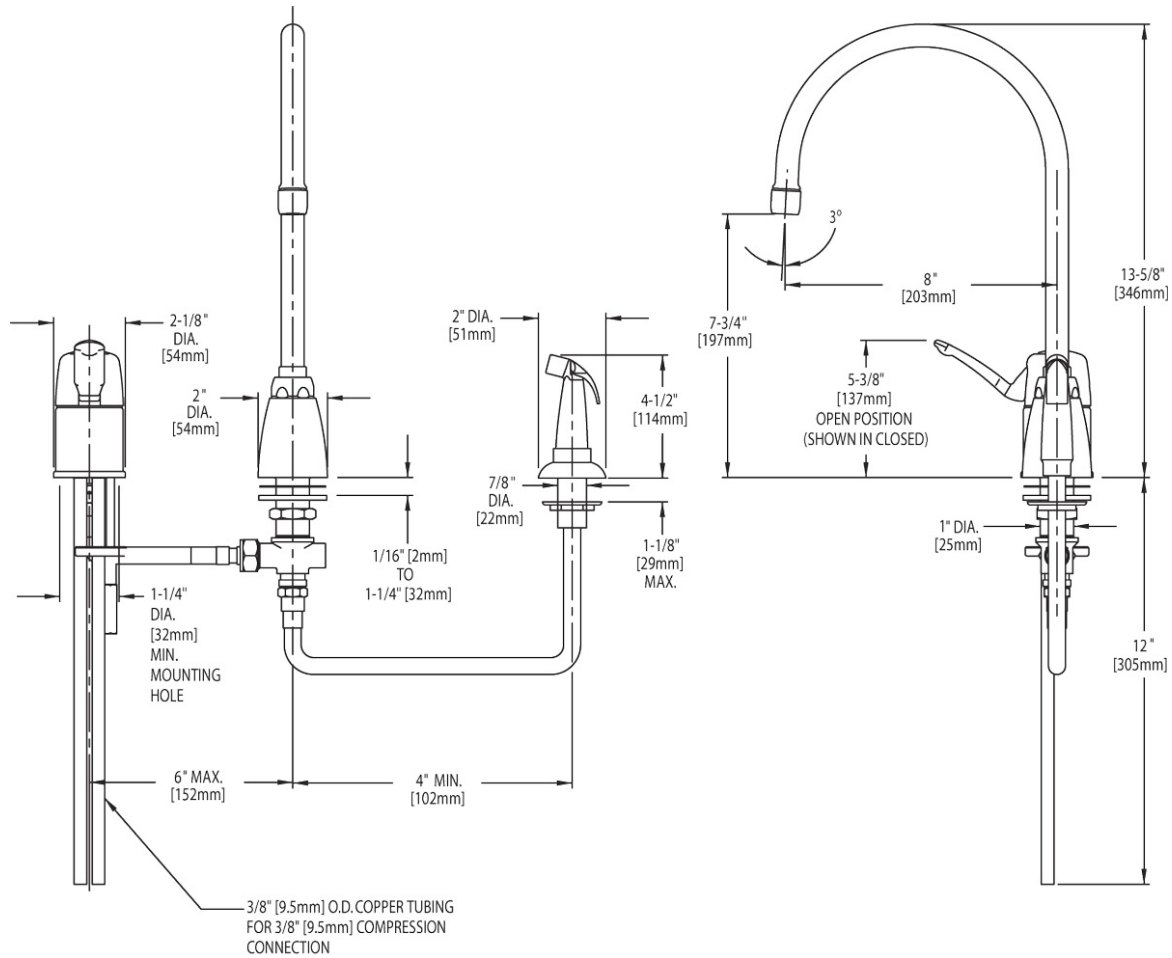 2-1/8"
DIA.
[54mm]
2"
DIA.
[54mm]
2" DIA.
[51mm]
4-1/2"
[114mm]
7/8"
DIA.
[22mm]
1-1/8"
[29mm]
MAX.
1/16" [2mm]
TO
1-1/4" [32mm]
1-1/4"
DIA.
[32mm]
MIN.
MOUNTING
HOLE
6" MAX.
[152mm]
4" MIN.
[102mm]
3/8" [9.5mm] O.D. COPPER TUBING
FOR 3/8" [9.5mm] COMPRESSION
CONNECTION
3°
8"
[203mm]
13-5/8"
[346mm]
7-3/4"
[197mm]
5-3/8"
[137mm]
OPEN POSITION
(SHOWN IN CLOSED)
1" DIA.
[25mm]
12"
[305mm]